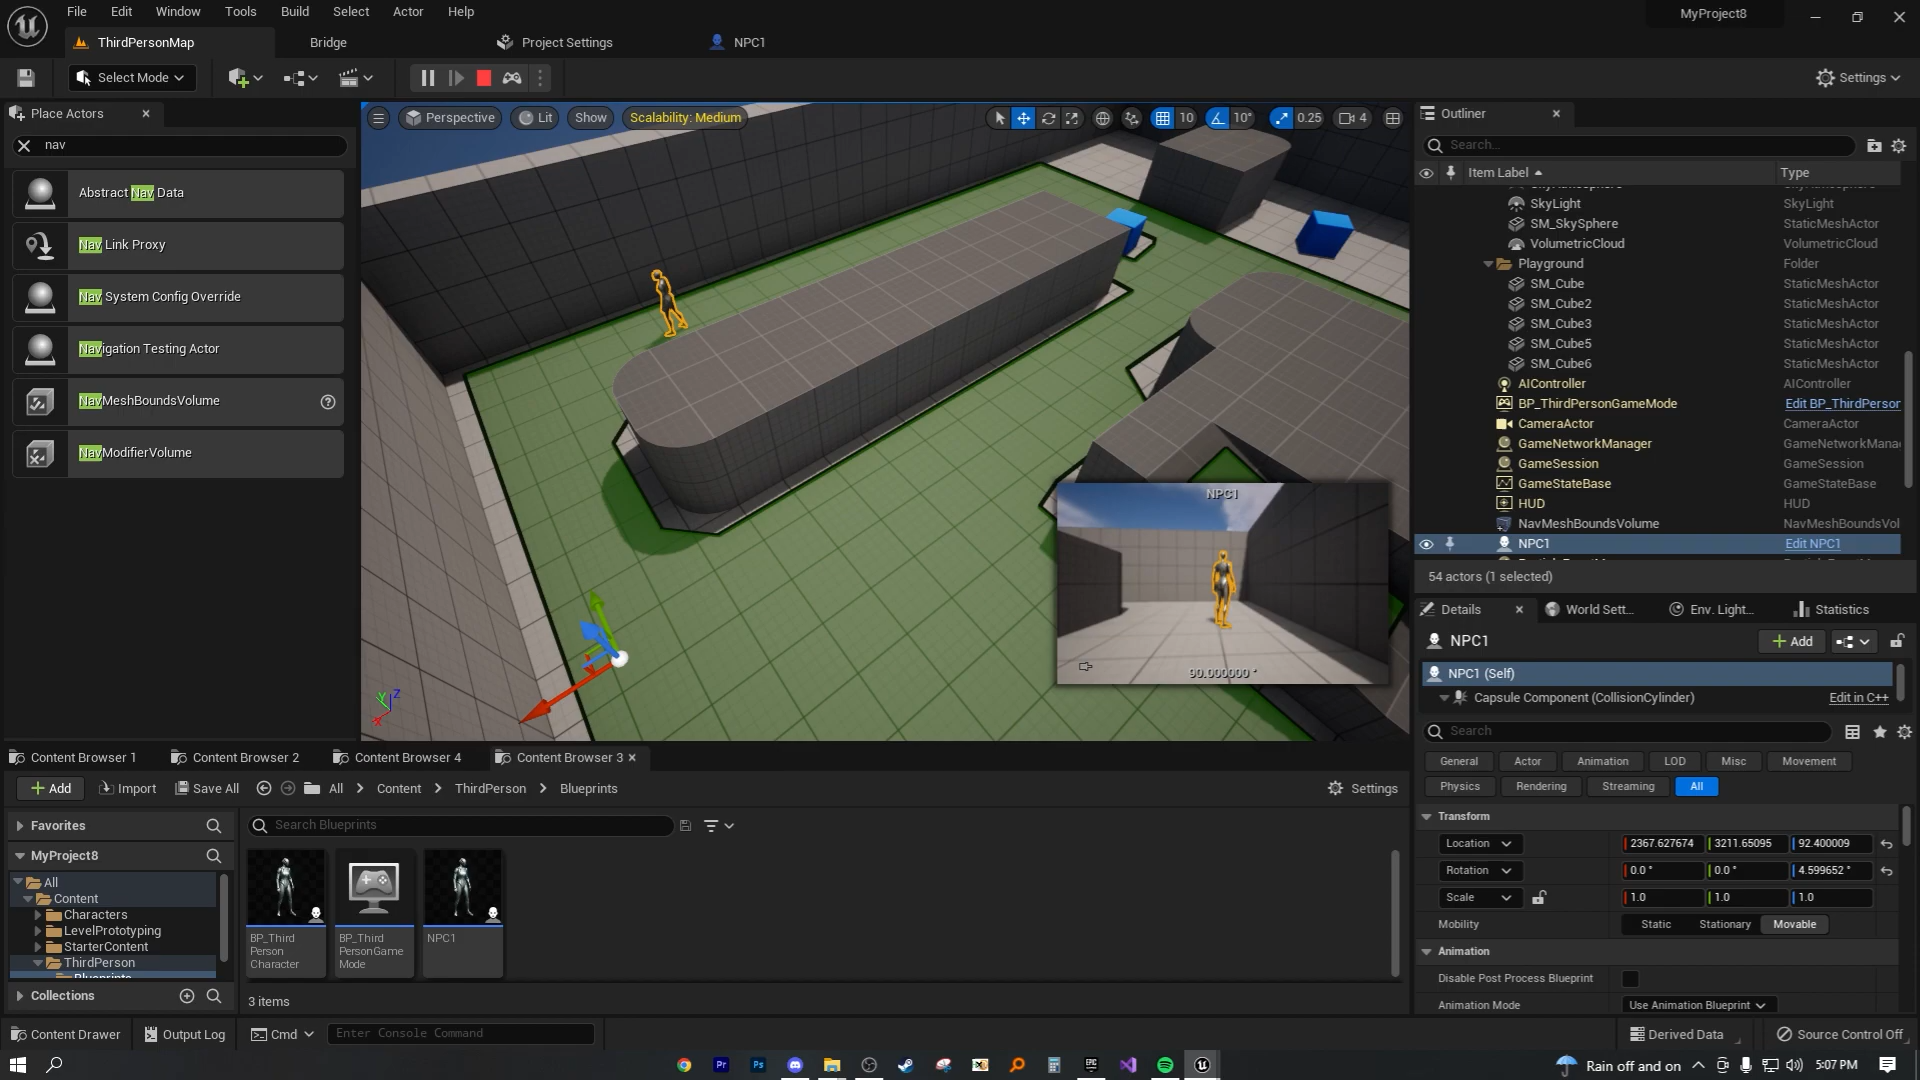 File Edit Window Tools Build Select Actor Help
MyProject8
ThirdPersonMap
Bridge
Project Settings
NPC1
Select Mode
Settings
Place Actors
nav
Abstract Nav Data
Nav Link Proxy
Nav System Config Override
Navigation Testing Actor
NavMeshBoundsVolume
NavModifierVolume
Perspective
Lit
Show
Scalability: Medium
10
10°
0.25
4
NPC1
90.000000 °
X Y Z
Outliner
Search...
Item Label
Type
SkyLight SkyLight
SM_SkySphere StaticMeshActor
VolumetricCloud VolumetricCloud
Playground Folder
SM_Cube StaticMeshActor
SM_Cube2 StaticMeshActor
SM_Cube3 StaticMeshActor
SM_Cube5 StaticMeshActor
SM_Cube6 StaticMeshActor
AIController AIController
BP_ThirdPersonGameMode Edit BP_ThirdPerson
CameraActor CameraActor
GameNetworkManager GameNetworkMana
GameSession GameSession
GameStateBase GameStateBase
HUD HUD
NavMeshBoundsVolume NavMeshBoundsVol
NPC1 Edit NPC1
54 actors (1 selected)
Details
World Sett...
Env. Light...
Statistics
NPC1
Add
NPC1 (Self)
Capsule Component (CollisionCylinder) Edit in C++
Search
General Actor Animation LOD Misc Movement
Physics Rendering Streaming All
Transform
Location 2367.627674 3211.65095 92.400009
Rotation 0.0 ° 0.0 ° 4.599652 °
Scale 1.0 1.0 1.0
Mobility Static Stationary Movable
Animation
Disable Post Process Blueprint
Animation Mode Use Animation Blueprint
Content Browser 1
Content Browser 2
Content Browser 4
Content Browser 3
Add
Import
Save All
All > Content > ThirdPerson > Blueprints
Settings
Favorites
MyProject8
All
Content
Characters
LevelPrototyping
StarterContent
ThirdPerson
Blueprints
Collections
Search Blueprints
BP_Third
Person
Character
BP_Third
PersonGame
Mode
NPC1
3 items
Content Drawer
Output Log
Cmd
Enter Console Command
Derived Data
Source Control Off
Pr
Ps
Rain off and on
5:07 PM